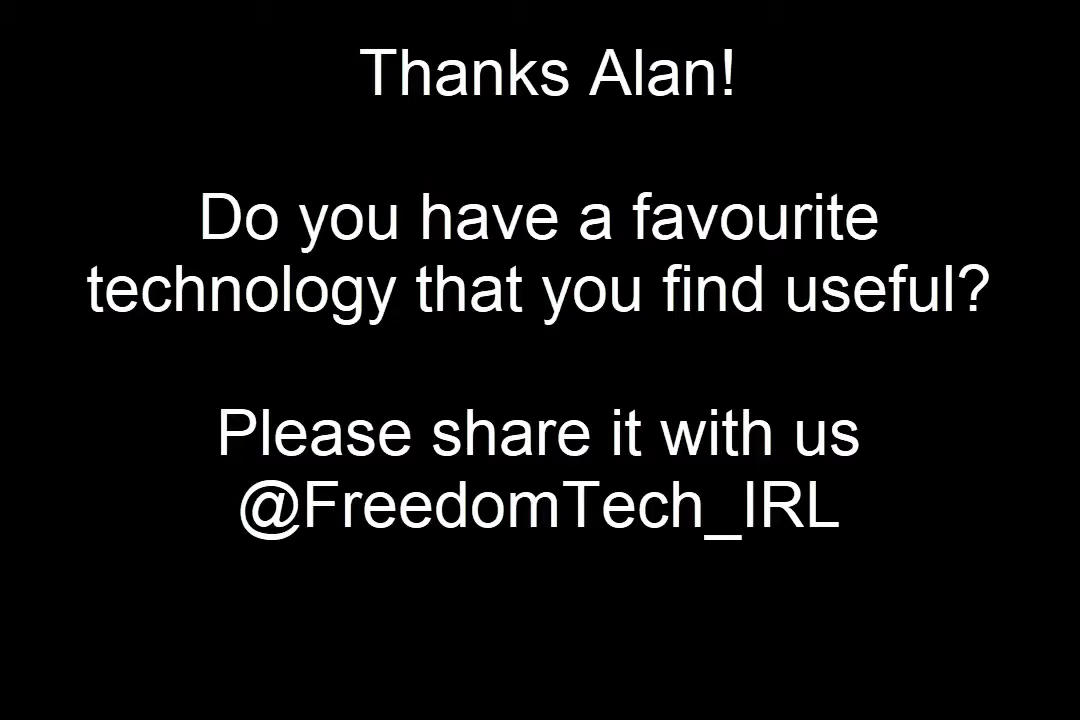 Thanks Alan!
Do you have a favourite
technology that you find useful?
Please share it with us
@FreedomTech_IRL